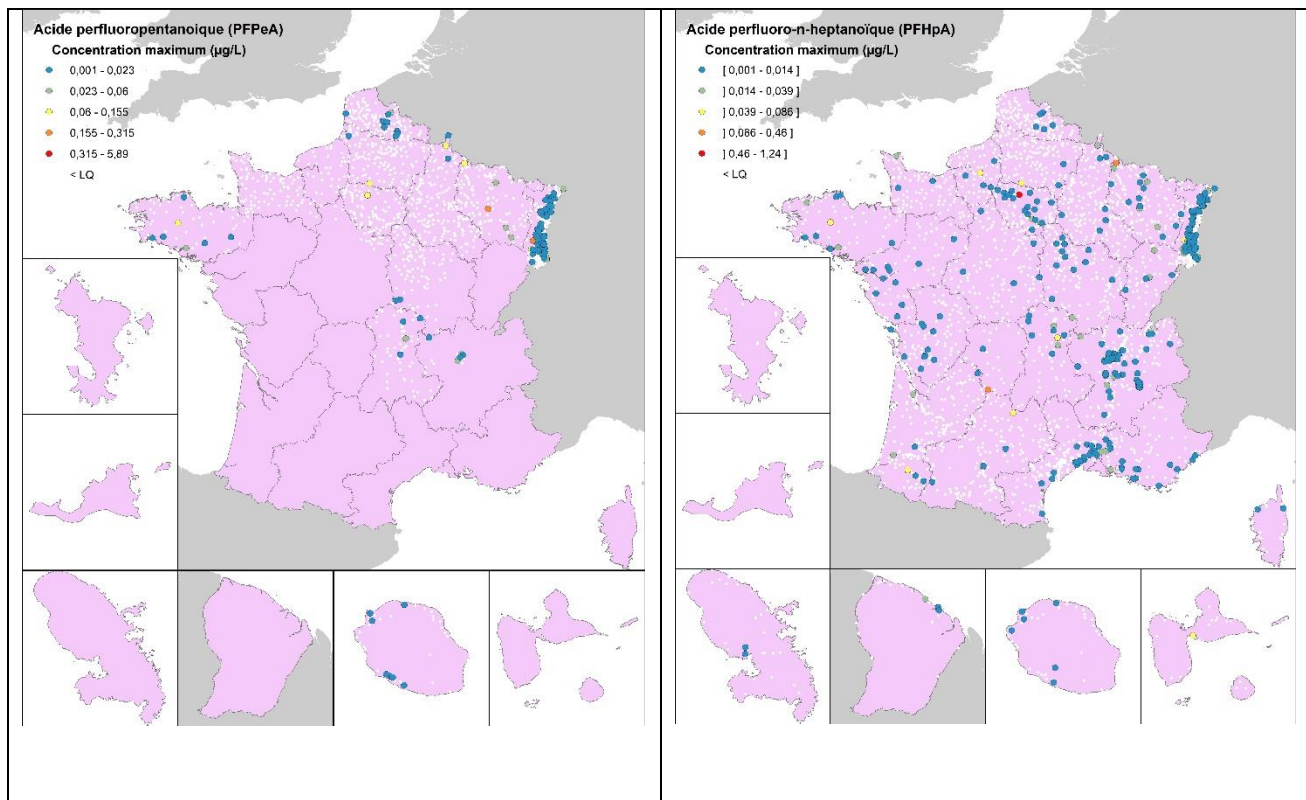 Acide perfluoropentanoique (PFPeA)
Concentration maximum (µg/L)
0,001 - 0,023
0,023 - 0,06
0,06 - 0,155
0,155 - 0,315
0,315 - 5,89
< LQ
Acide perfluoro-n-heptanoïque (PFHpA)
Concentration maximum (µg/L)
] 0,001 - 0,014 ]
] 0,014 - 0,039 ]
] 0,039 - 0,086 ]
] 0,086 - 0,46 ]
] 0,46 - 1,24 ]
< LQ